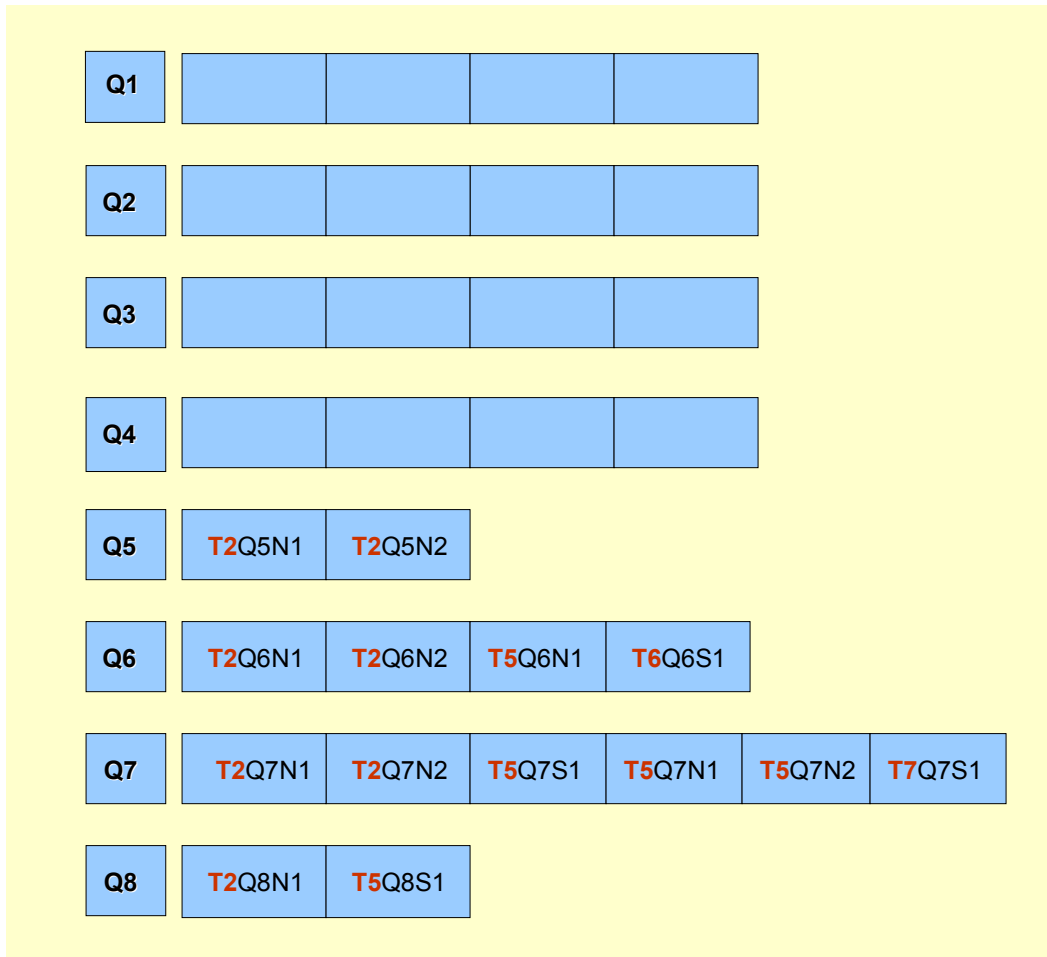 Q1
Q2
Q3
Q4
Q5 T2Q5N1 T2Q5N2
Q6 T2Q6N1 T2Q6N2 T5Q6N1 T6Q6S1
Q7 T2Q7N1 T2Q7N2 T5Q7S1 T5Q7N1 T5Q7N2 T7Q7S1
Q8 T2Q8N1 T5Q8S1